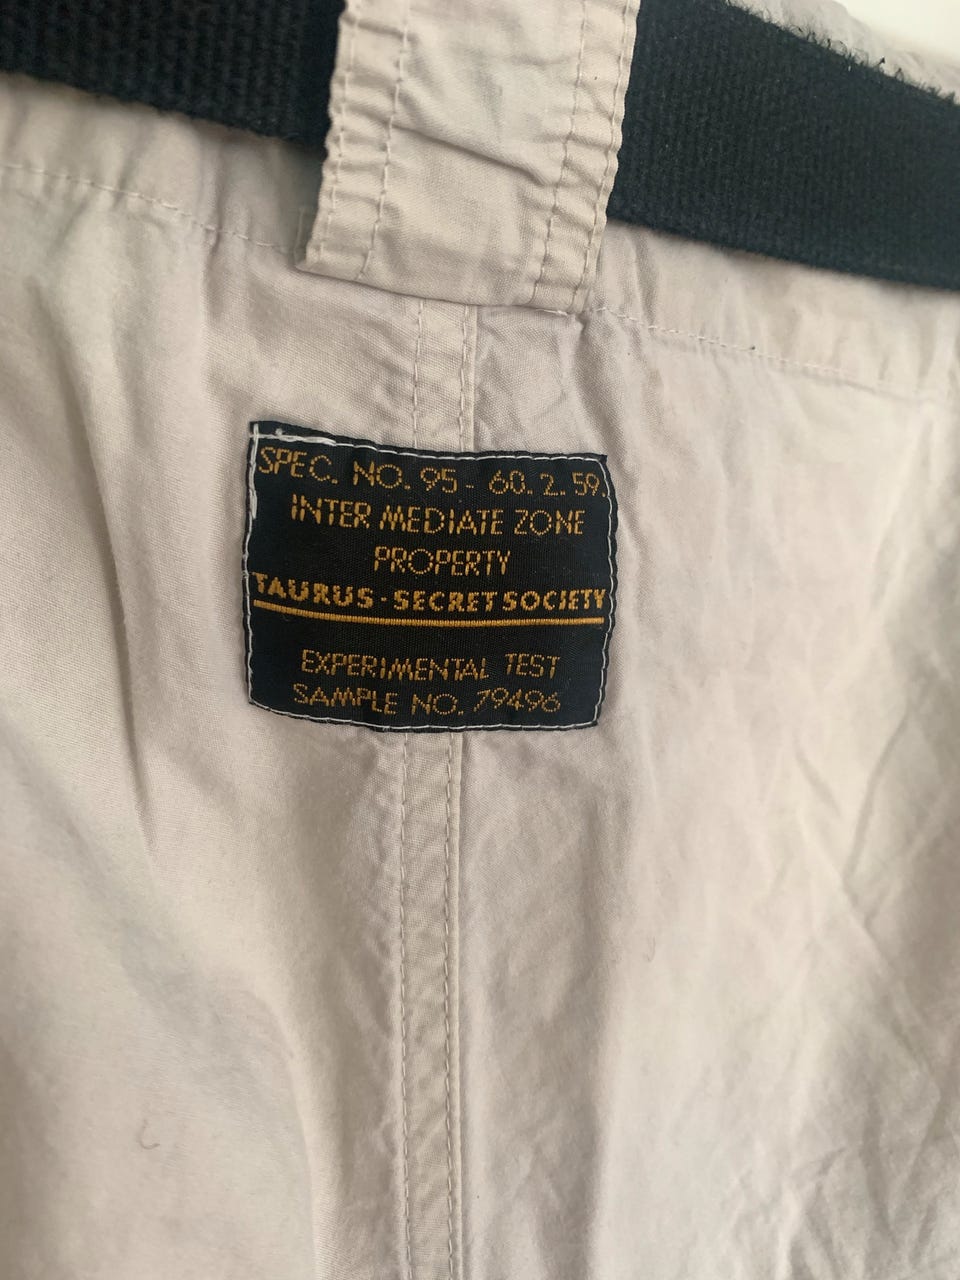 SPEC. NO. 95 - 60. 2. 59.
INTER MEDIATE ZONE
PROPERTY
TAURUS - SECRET SOCIETY
EXPERIMENTAL TEST
SAMPLE NO. 79496